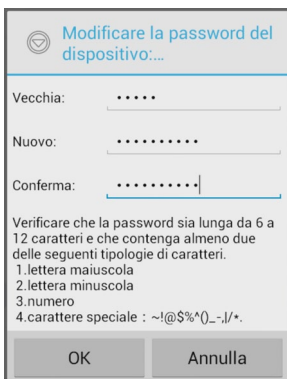 Modificare la password del
dispositivo:...
Vecchia: •••••
Nuovo: ••••••••••
Conferma: ••••••••••
Verificare che la password sia lunga da 6 a
12 caratteri e che contenga almeno due
delle seguenti tipologie di caratteri.
1.lettera maiuscola
2.lettera minuscola
3.numero
4.carattere speciale : ~!@$%^()_-,|/*.
OK Annulla